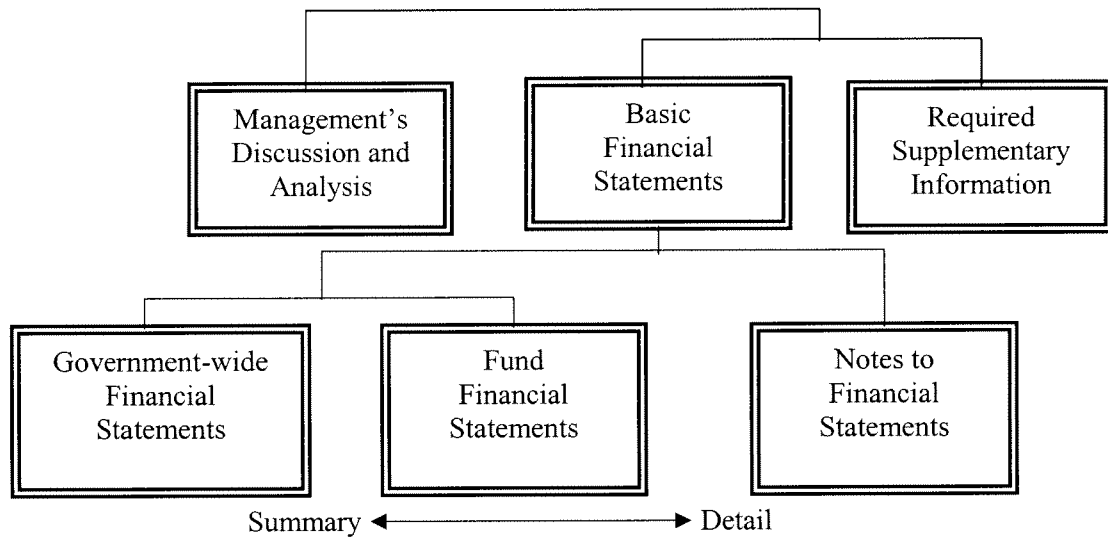 Management’s
Discussion and
Analysis
Basic
Financial
Statements
Required
Supplementary
Information
Government-wide
Financial
Statements
Fund
Financial
Statements
Notes to
Financial
Statements
Summary
Detail